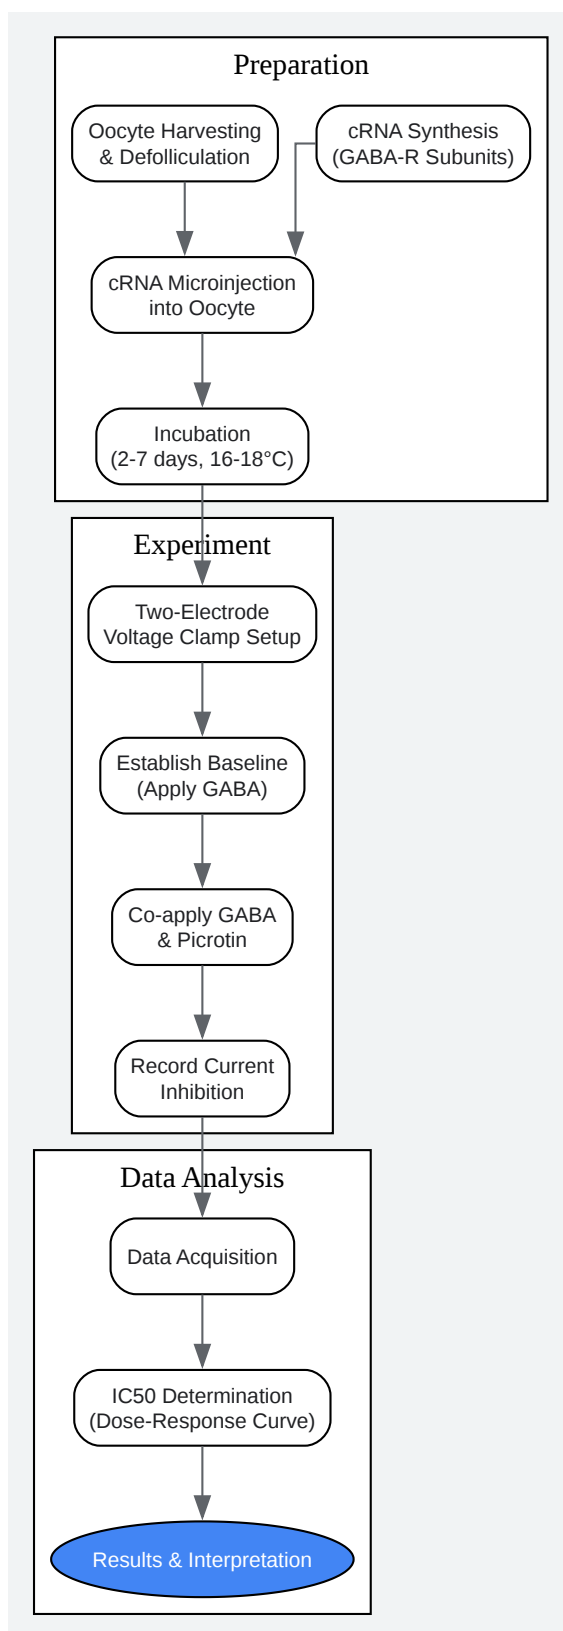 Preparation
Oocyte Harvesting
& Defolliculation
cRNA Synthesis
(GABA-R Subunits)
cRNA Microinjection
into Oocyte
Incubation
(2-7 days, 16-18°C)
Experiment
Two-Electrode
Voltage Clamp Setup
Establish Baseline
(Apply GABA)
Co-apply GABA
& Picrotin
Record Current
Inhibition
Data Analysis
Data Acquisition
IC50 Determination
(Dose-Response Curve)
Results & Interpretation